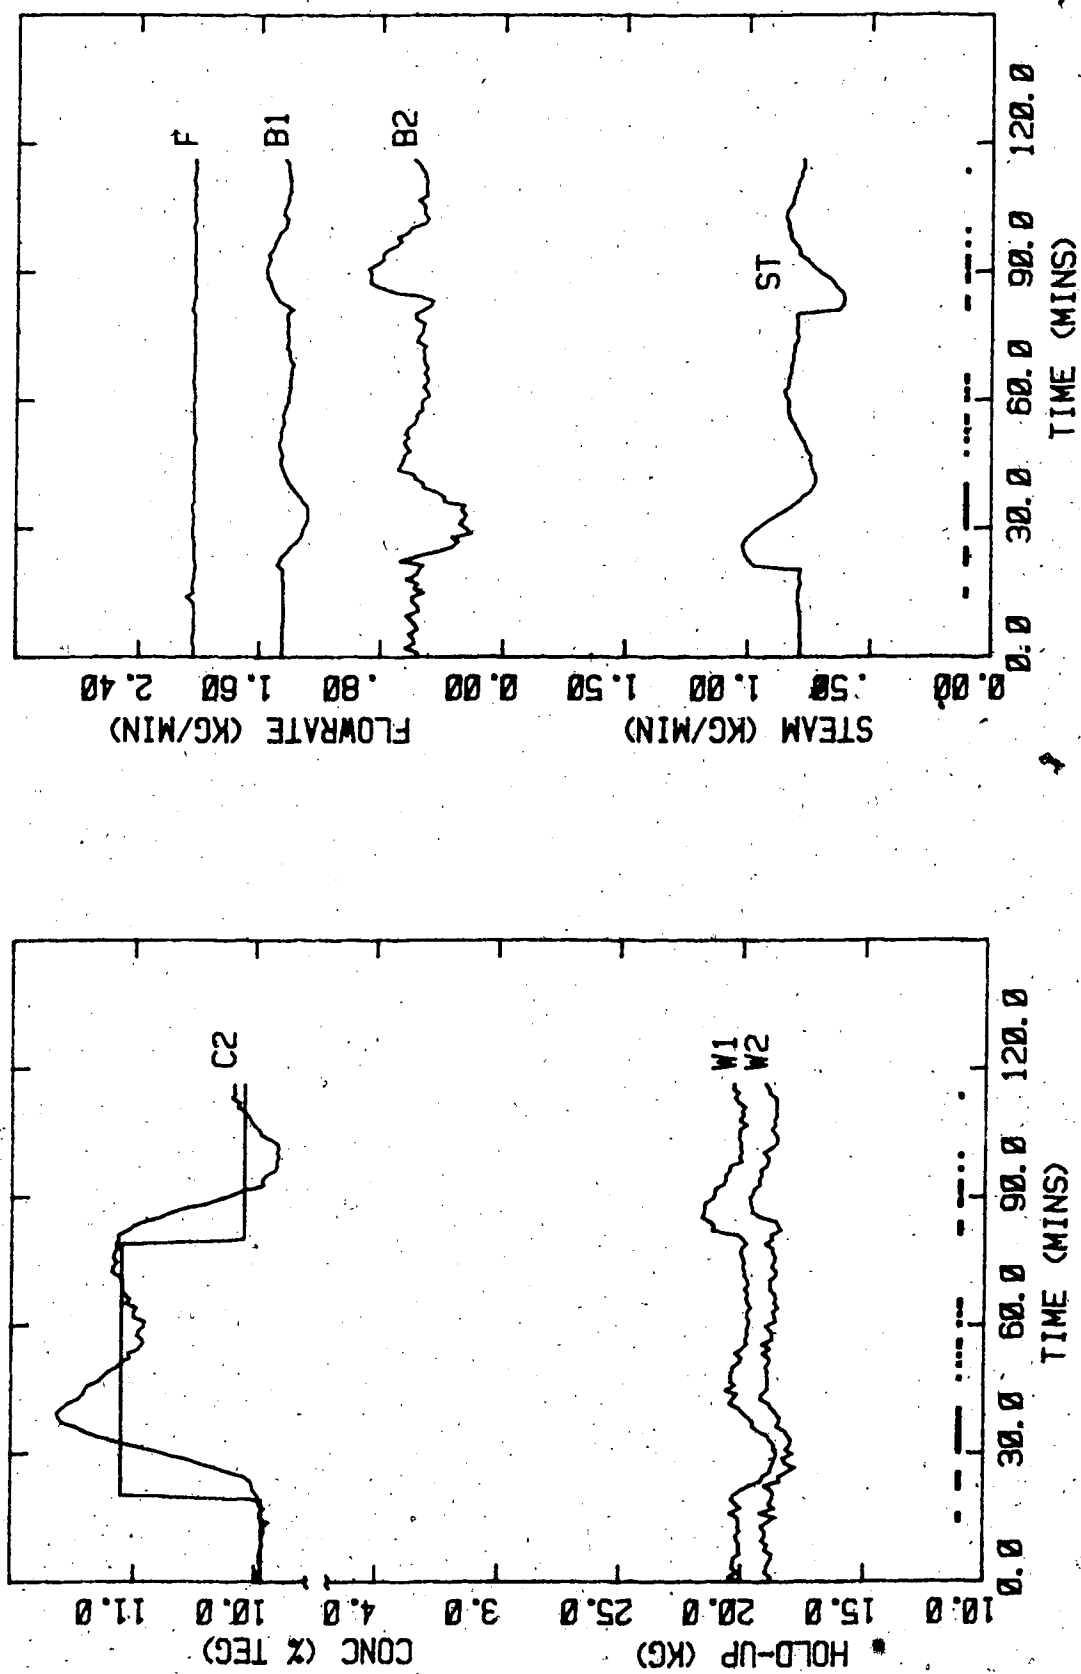 F
B1
B2
ST
2.40
1.60
.80
0.00
1.50
1.00
.50
0.00
FLOWRATE (KG/MIN)
STEAM (KG/MIN)
0.0 30.0 60.0 90.0 120.0
TIME (MINS)
C2
W1
W2
11.0
10.0
4.0
3.0
25.0
20.0
15.0
10.0
CONC (% TEG)
HOLD-UP (KG)
0.0 30.0 60.0 90.0 120.0
TIME (MINS)